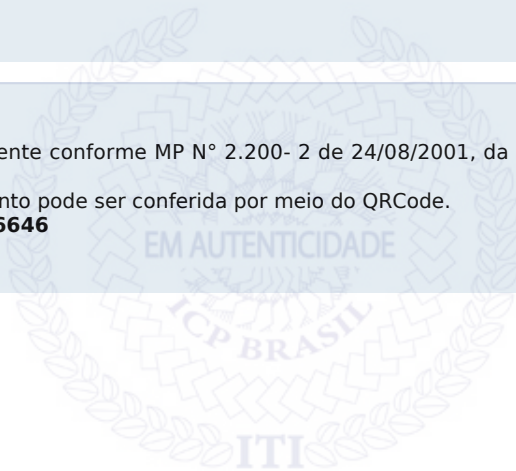 ente conforme MP N° 2.200- 2 de 24/08/2001, da
nto pode ser conferida por meio do QRCode.
6646
EM AUTENTICIDADE
ICP BRASIL
ITI